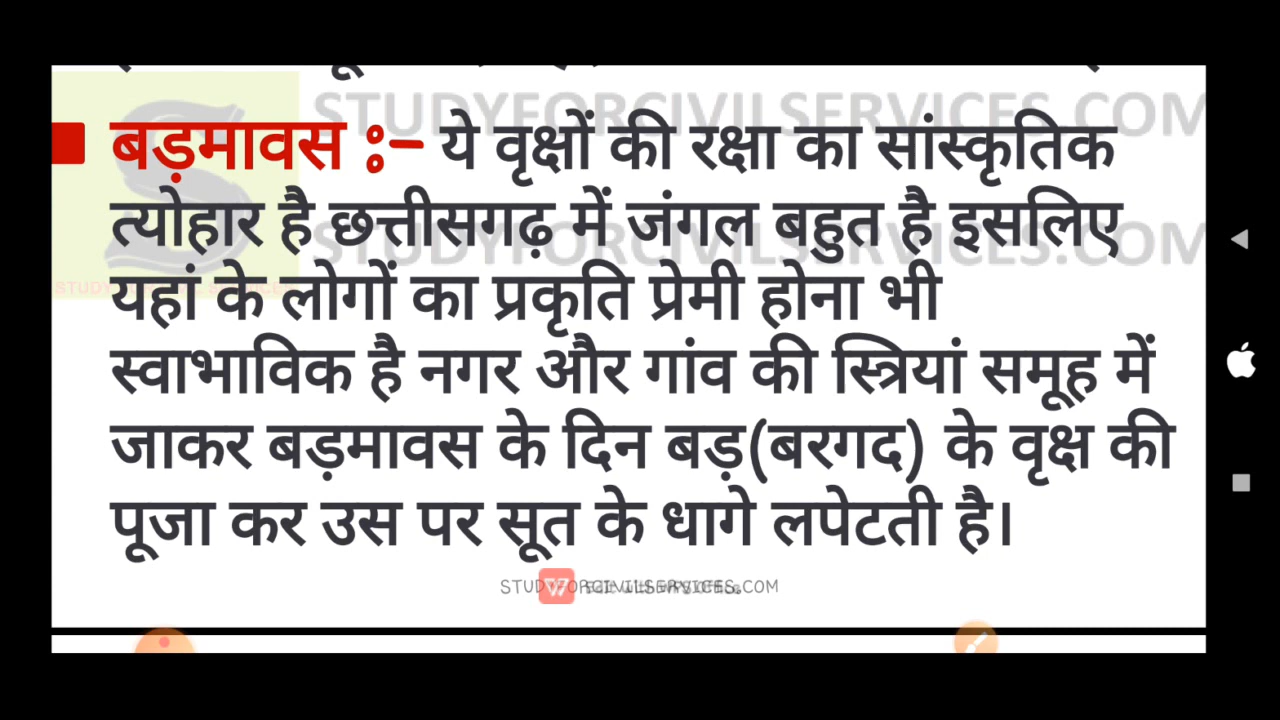 STUDYFORCIVILSERVICES.COM
■ बड़मावस :– ये वृक्षों की रक्षा का सांस्कृतिक
त्योहार है छत्तीसगढ़ में जंगल बहुत है इसलिए
STUDYFORCIVILSERVICES.COM
यहां के लोगों का प्रकृति प्रेमी होना भी
स्वाभाविक है नगर और गांव की स्त्रियां समूह में
जाकर बड़मावस के दिन बड़(बरगद) के वृक्ष की
पूजा कर उस पर सूत के धागे लपेटती है।
STUDYFORCIVILSERVICES.COM